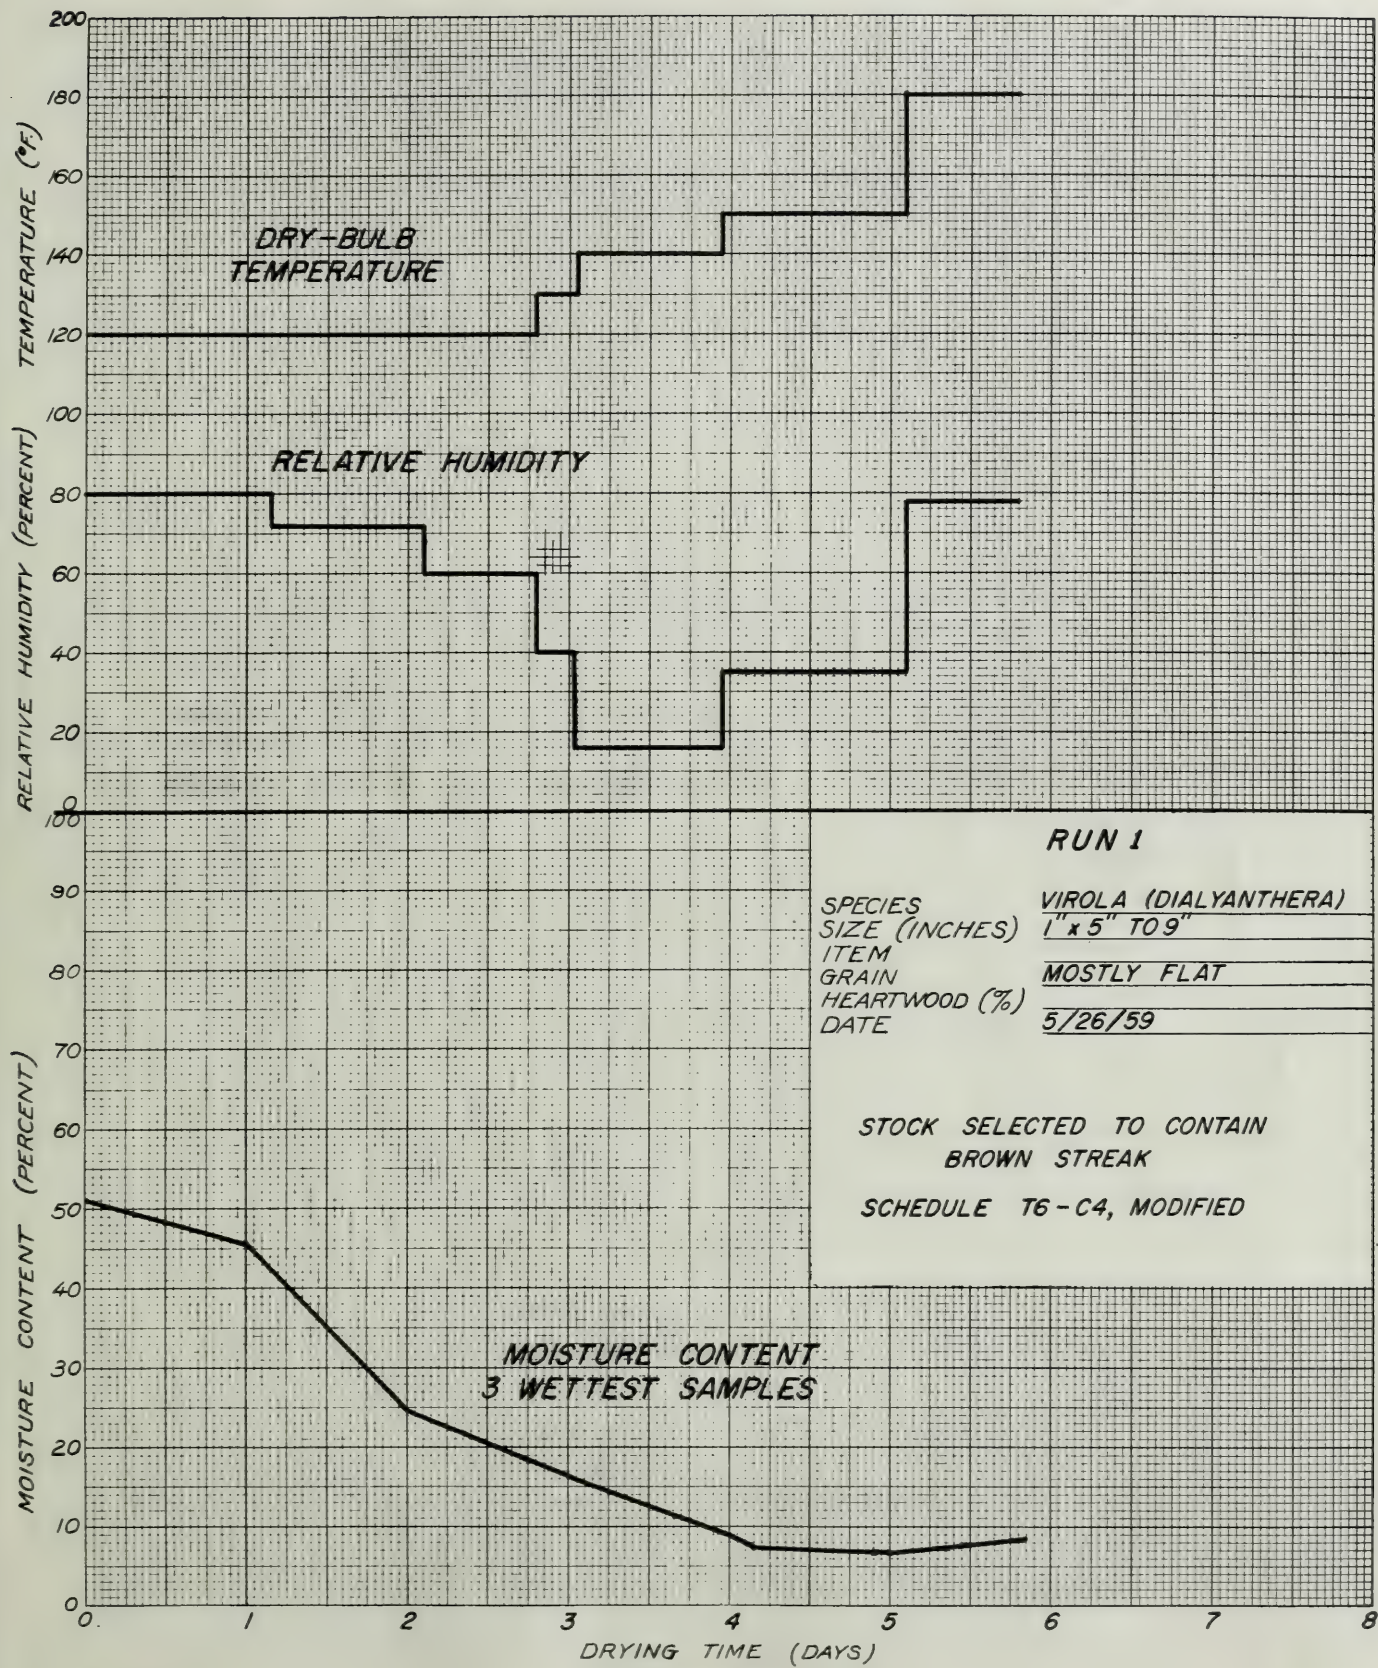 200
180
160
140
120
100
80
60
40
20
0
TEMPERATURE (°F.)
RELATIVE HUMIDITY (PERCENT)
DRY-BULB
TEMPERATURE
RELATIVE HUMIDITY
100
90
80
70
60
50
40
30
20
10
0
MOISTURE CONTENT (PERCENT)
RUN 1
SPECIES VIROLA (DIALYANTHERA)
SIZE (INCHES) 1" x 5" TO 9"
ITEM
GRAIN MOSTLY FLAT
HEARTWOOD (%)
DATE 5/26/59
STOCK SELECTED TO CONTAIN
BROWN STREAK
SCHEDULE T6-C4, MODIFIED
MOISTURE CONTENT
3 WETTEST SAMPLES
0. 1 2 3 4 5 6 7 8
DRYING TIME (DAYS)